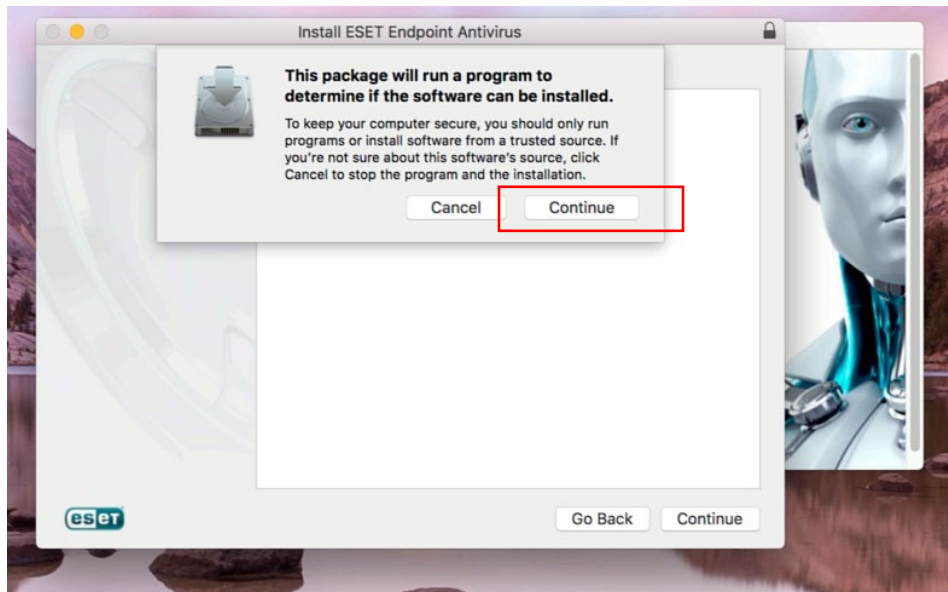 Install ESET Endpoint Antivirus
This package will run a program to
determine if the software can be installed.
To keep your computer secure, you should only run
programs or install software from a trusted source. If
you're not sure about this software's source, click
Cancel to stop the program and the installation.
Cancel Continue
eset
Go Back Continue